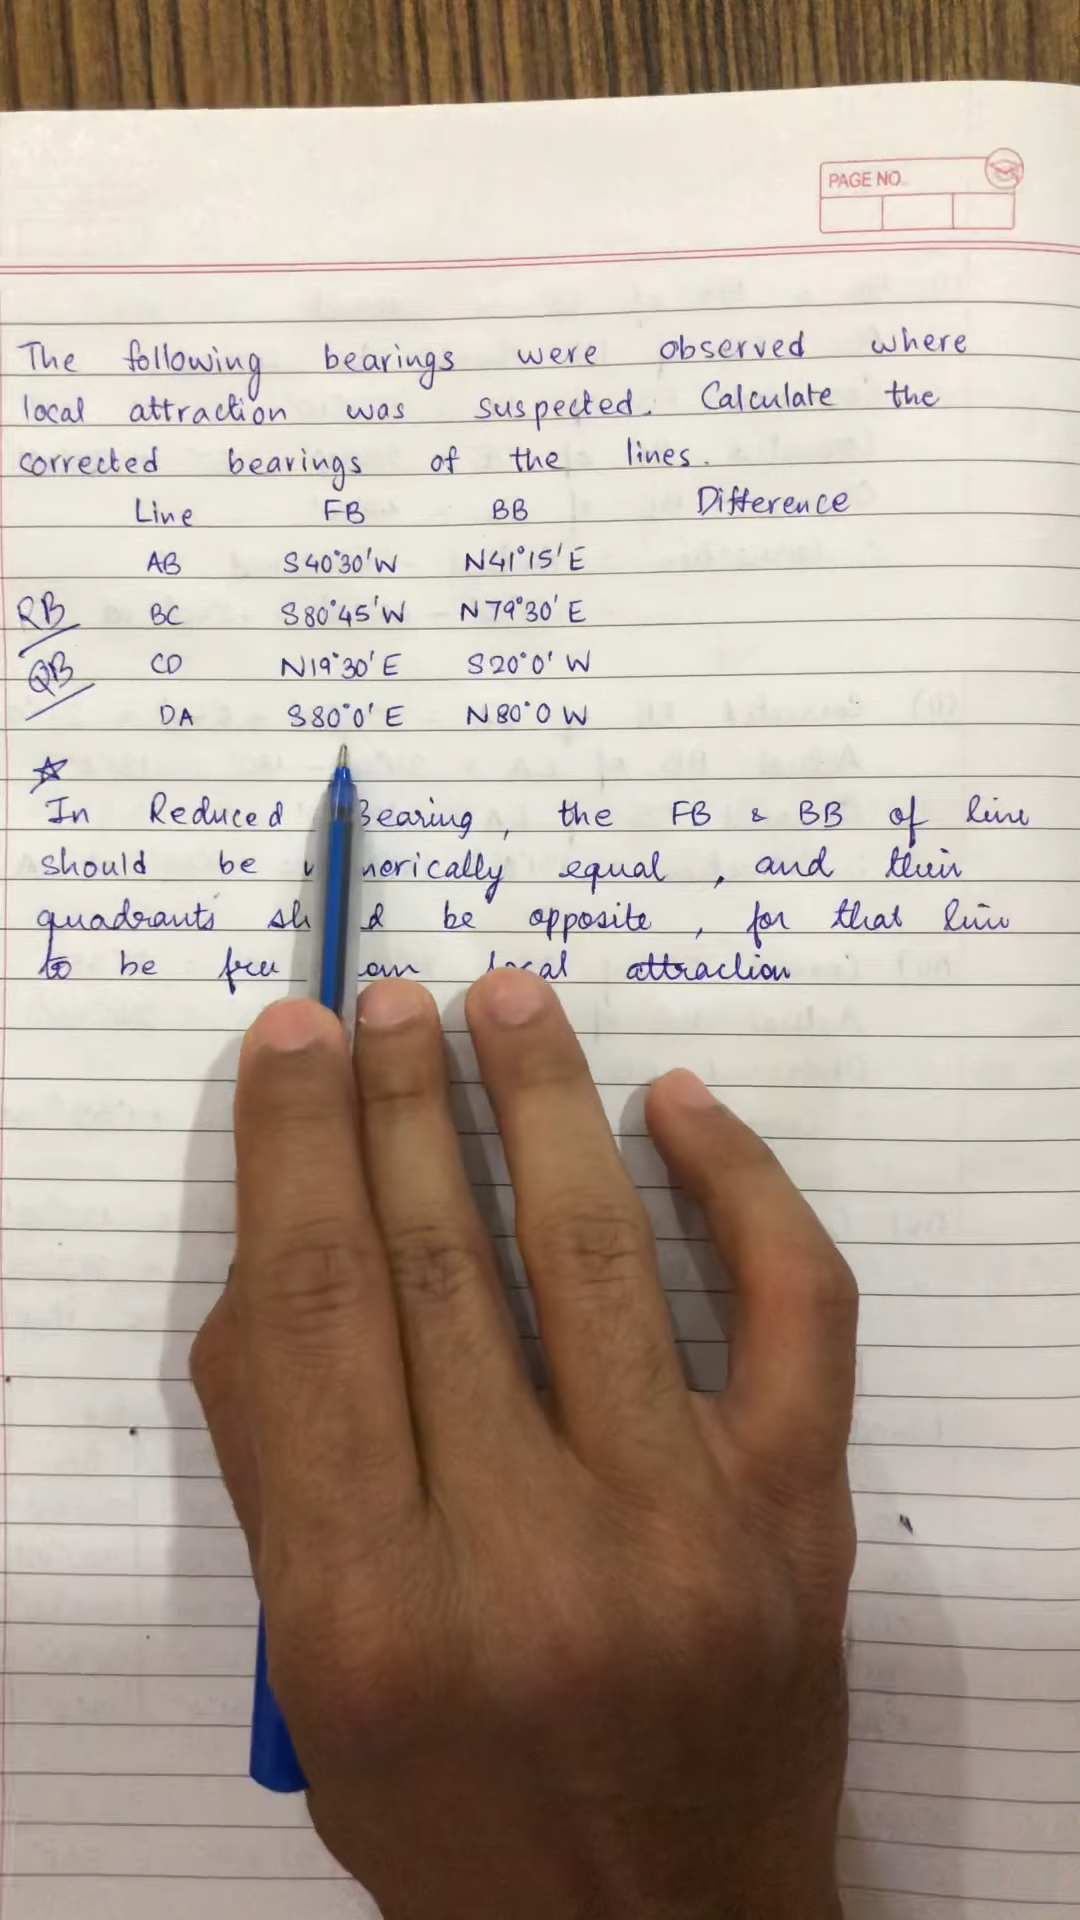 PAGE NO.
The following bearings were observed where
local attraction was suspected. Calculate the
corrected bearings of the lines.
Line FB BB Difference
AB S40°30'W N41°15'E
RB BC S80°45'W N79°30'E
QB CD N19°30'E S20°0'W
DA S80°0'E N80°0W
In Reduced Bearing, the FB & BB of line
should be equal, and their
quadrants be opposite, for that line
to be local attraction